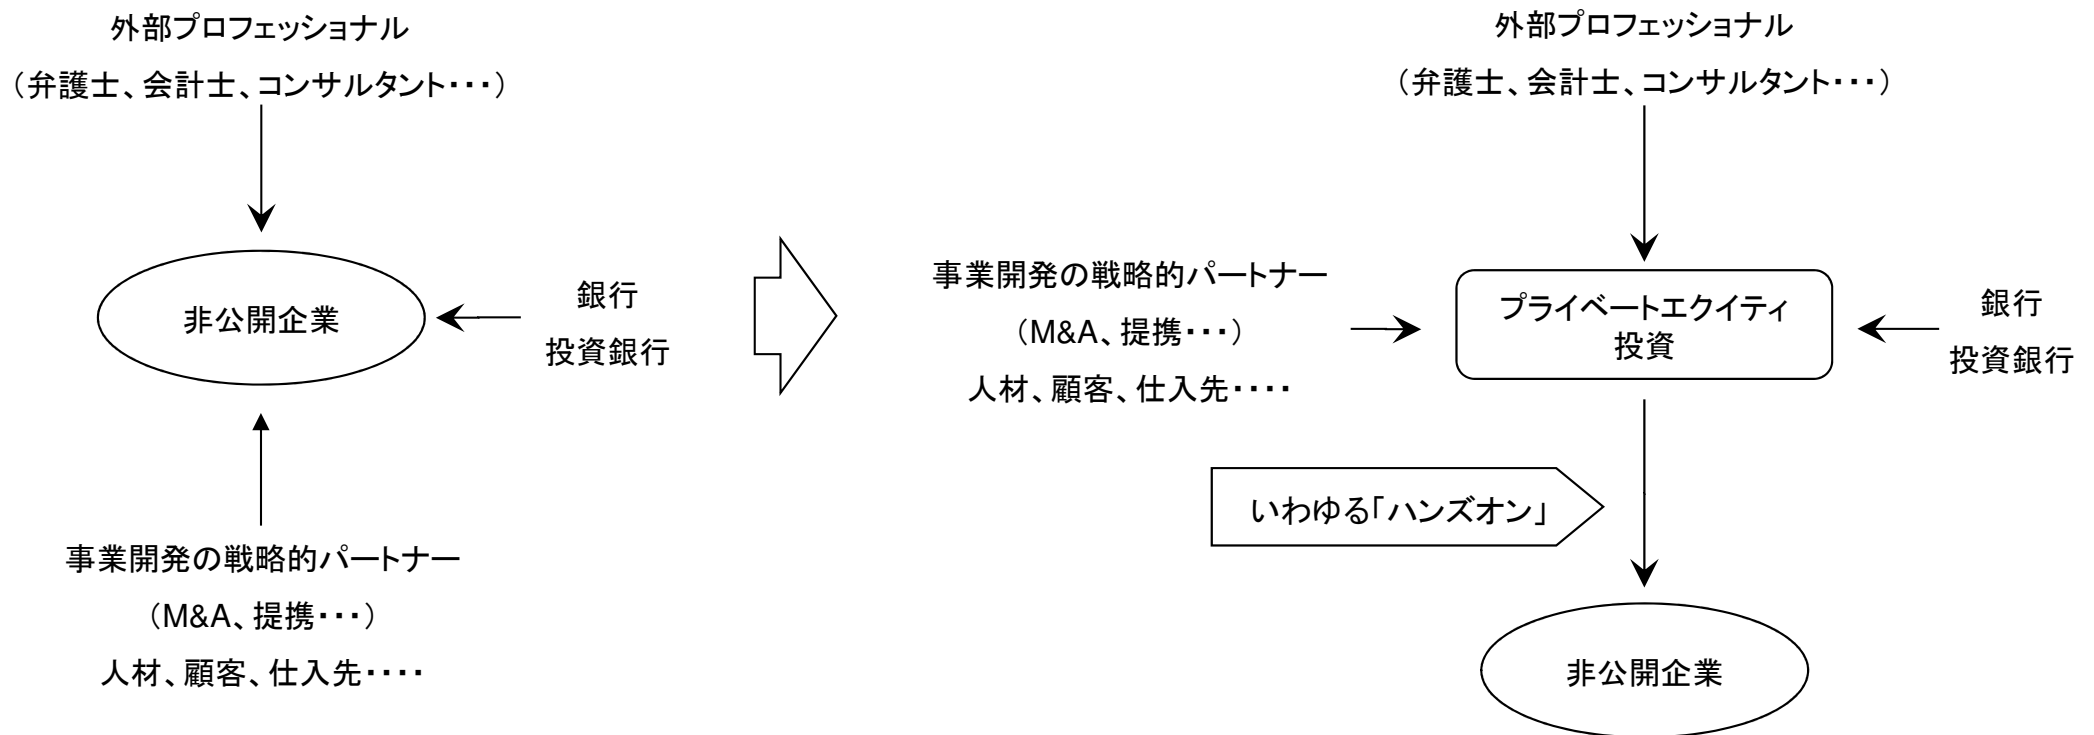 外部プロフェッショナル
（弁護士、会計士、コンサルタント・・・）
非公開企業
銀行
投資銀行
事業開発の戦略的パートナー
（M&A、提携・・・）
人材、顧客、仕入先・・・・
外部プロフェッショナル
（弁護士、会計士、コンサルタント・・・）
事業開発の戦略的パートナー
（M&A、提携・・・）
人材、顧客、仕入先・・・・
プライベートエクイティ
投資
銀行
投資銀行
いわゆる「ハンズオン」
非公開企業